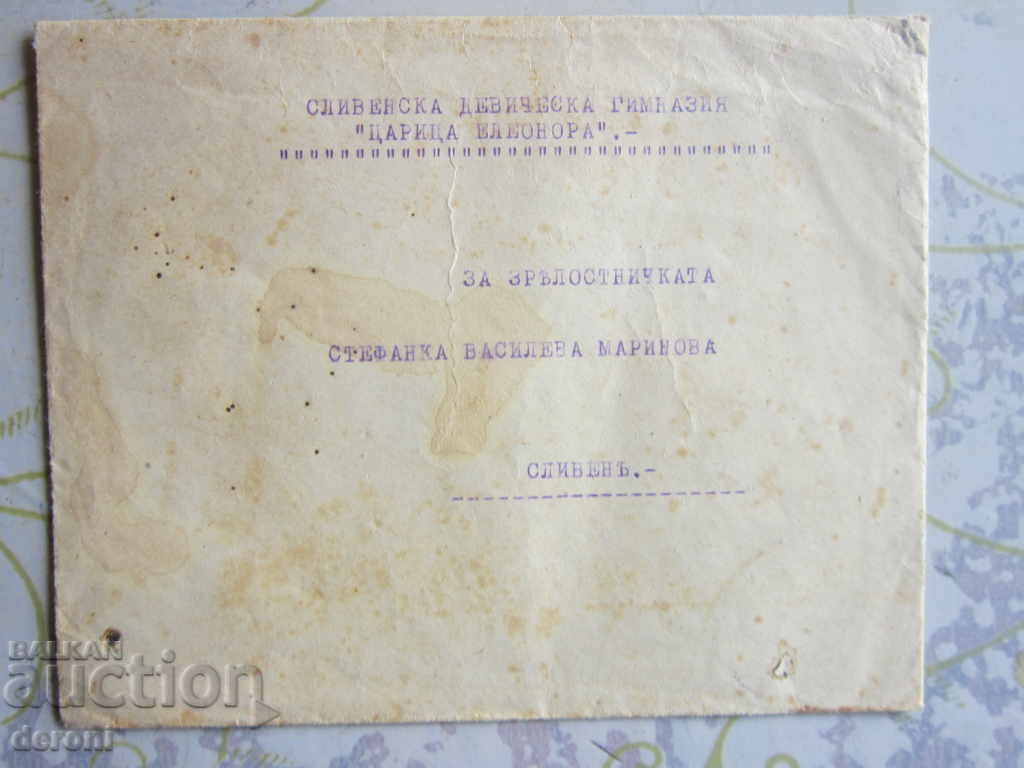 СЛИВЕНСКА ДЕВИЧЕСКА ГИМНАЗИЯ
"ЦАРИЦА ЕЛЕОНОРА".-
ЗА ЗРѢЛОСТНИЧКАТА
СТЕФАНКА ВАСИЛЕВА МАРИНОВА
СЛИВЕНЪ.-
BALKAN
auction
deroni